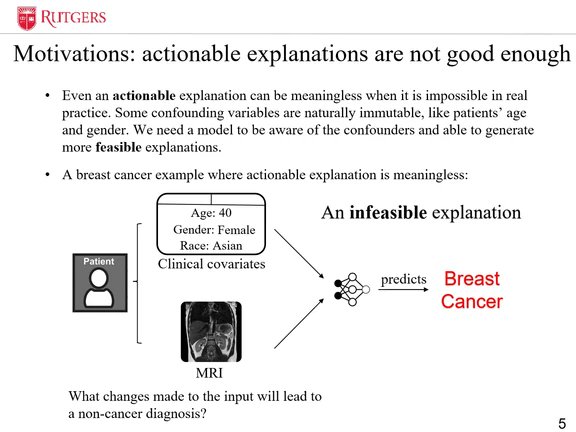 RUTGERS
Motivations: actionable explanations are not good enough
• Even an actionable explanation can be meaningless when it is impossible in real
practice. Some confounding variables are naturally immutable, like patients' age
and gender. We need a model to be aware of the confounders and able to generate
more feasible explanations.
• A breast cancer example where actionable explanation is meaningless:
An infeasible explanation
Age: 40
Gender: Female
Race: Asian
Clinical covariates
Patient
predicts
Breast
Cancer
MRI
What changes made to the input will lead to
a non-cancer diagnosis?
5